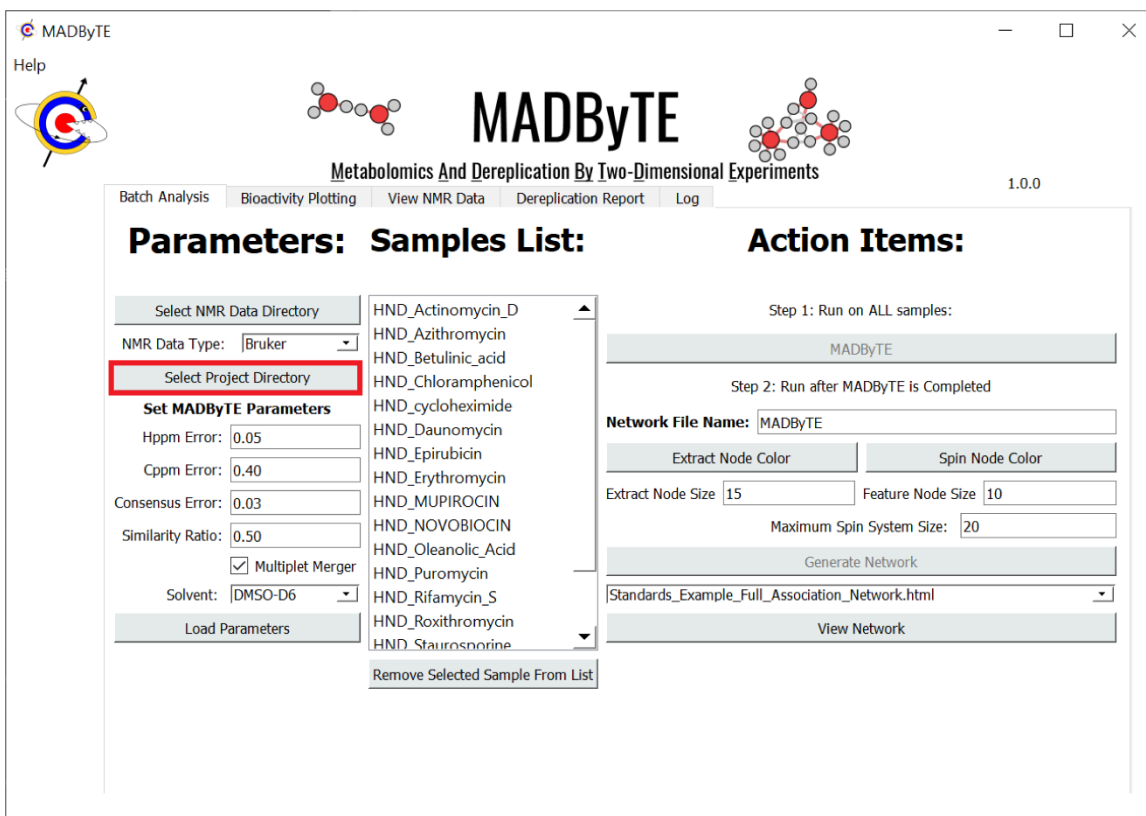 MADByTE
Help
MADByTE
Metabolomics And Dereplication By Two-Dimensional Experiments
1.0.0
Batch Analysis Bioactivity Plotting View NMR Data Dereplication Report Log
Parameters: Samples List: Action Items:
Select NMR Data Directory
NMR Data Type: Bruker
Select Project Directory
Set MADByTE Parameters
Hppm Error: 0.05
Cppm Error: 0.40
Consensus Error: 0.03
Similarity Ratio: 0.50
Multiplet Merger
Solvent: DMSO-D6
Load Parameters
HND_Actinomycin_D
HND_Azithromycin
HND_Betulinic_acid
HND_Chloramphenicol
HND_cycloheximide
HND_Daunomycin
HND_Epirubicin
HND_Erythromycin
HND_MUPIROCIN
HND_NOVOBIOCIN
HND_Oleanolic_Acid
HND_Puromycin
HND_Rifamycin_S
HND_Roxithromycin
HND_Staurosporine
Remove Selected Sample From List
Step 1: Run on ALL samples:
MADByTE
Step 2: Run after MADByTE is Completed
Network File Name: MADByTE
Extract Node Color Spin Node Color
Extract Node Size 15 Feature Node Size 10
Maximum Spin System Size: 20
Generate Network
Standards_Example_Full_Association_Network.html
View Network